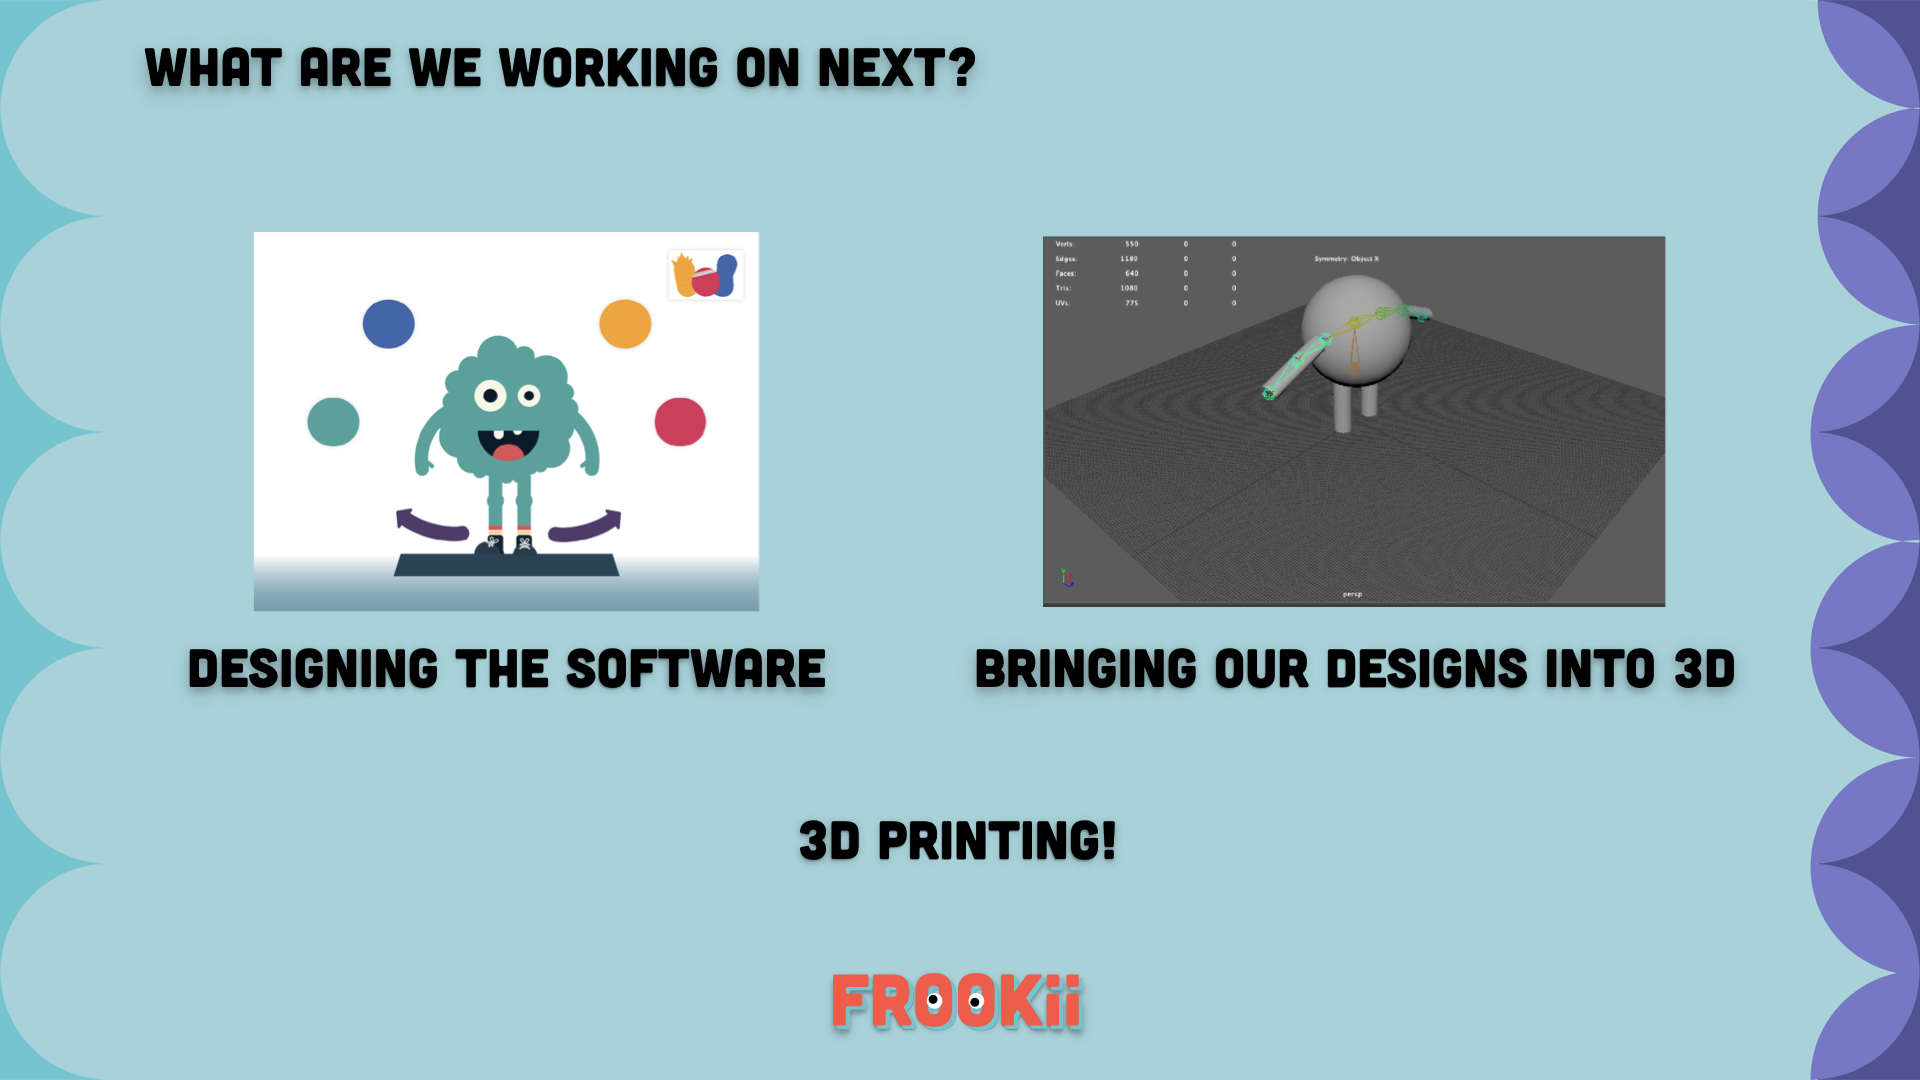 WHAT ARE WE WORKING ON NEXT?
Verts: 550 0 0
Edges: 1180 0 0
Faces: 640 0 0
Tris: 1080 0 0
UVs: 775 0 0
Symmetry: Object X
persp
DESIGNING THE SOFTWARE
BRINGING OUR DESIGNS INTO 3D
3D PRINTING!
FROOKii